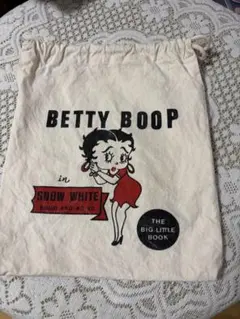 BETTY BOOP
in
SNOW WHITE
THE
BIG LITTLE
BOOK